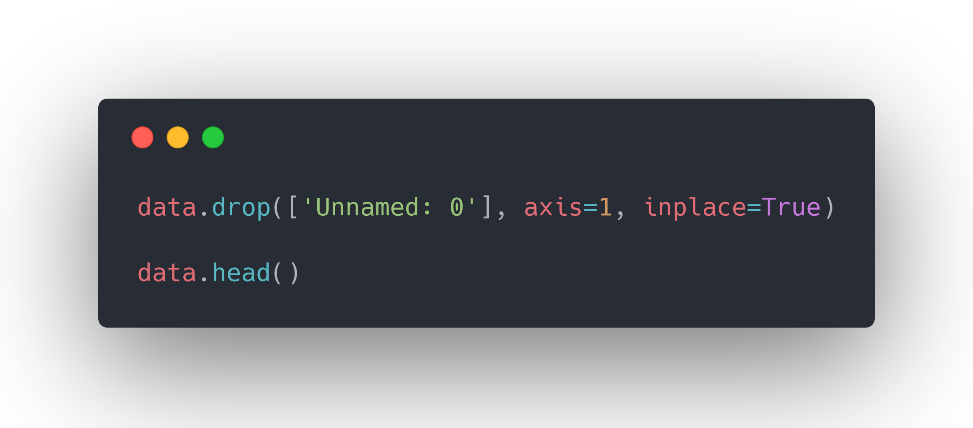 data.drop(['Unnamed: 0'], axis=1, inplace=True)
data.head()